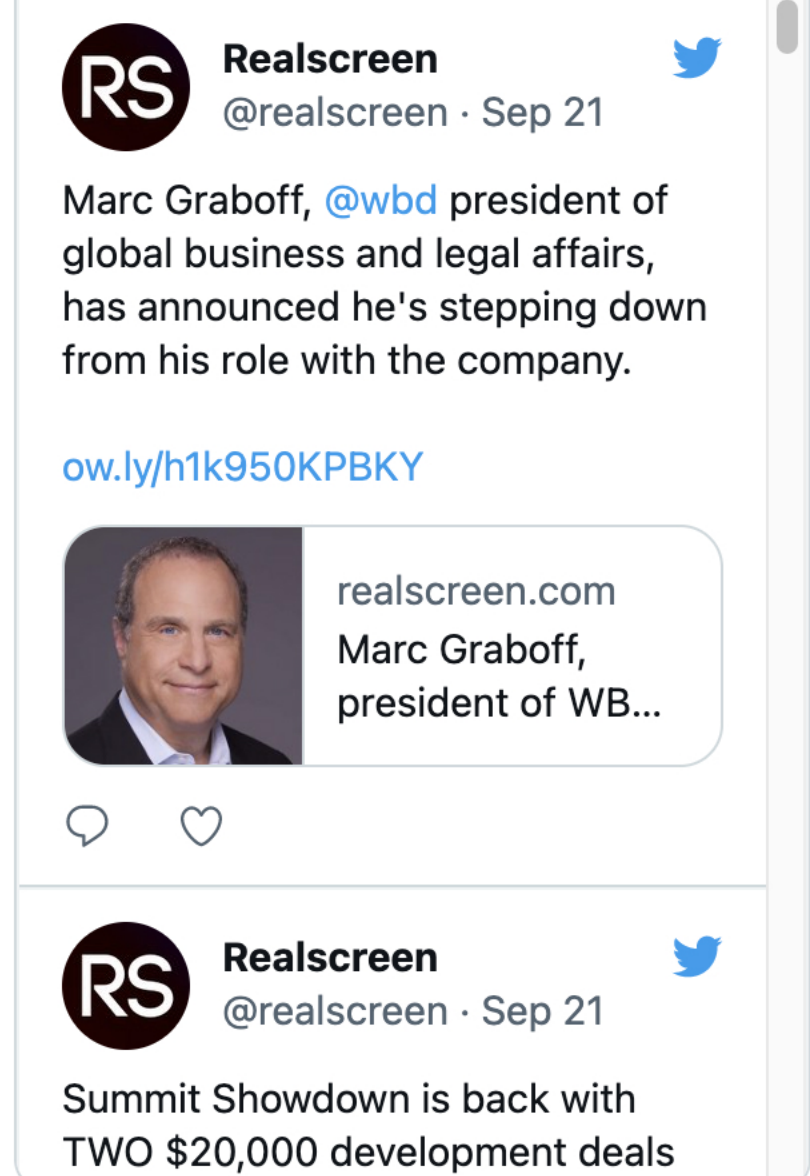 RS
Realscreen
@realscreen · Sep 21
Marc Graboff, @wbd president of
global business and legal affairs,
has announced he's stepping down
from his role with the company.
ow.ly/h1k950KPBKY
realscreen.com
Marc Graboff,
president of WB...
RS
Realscreen
@realscreen · Sep 21
Summit Showdown is back with
TWO $20,000 development deals